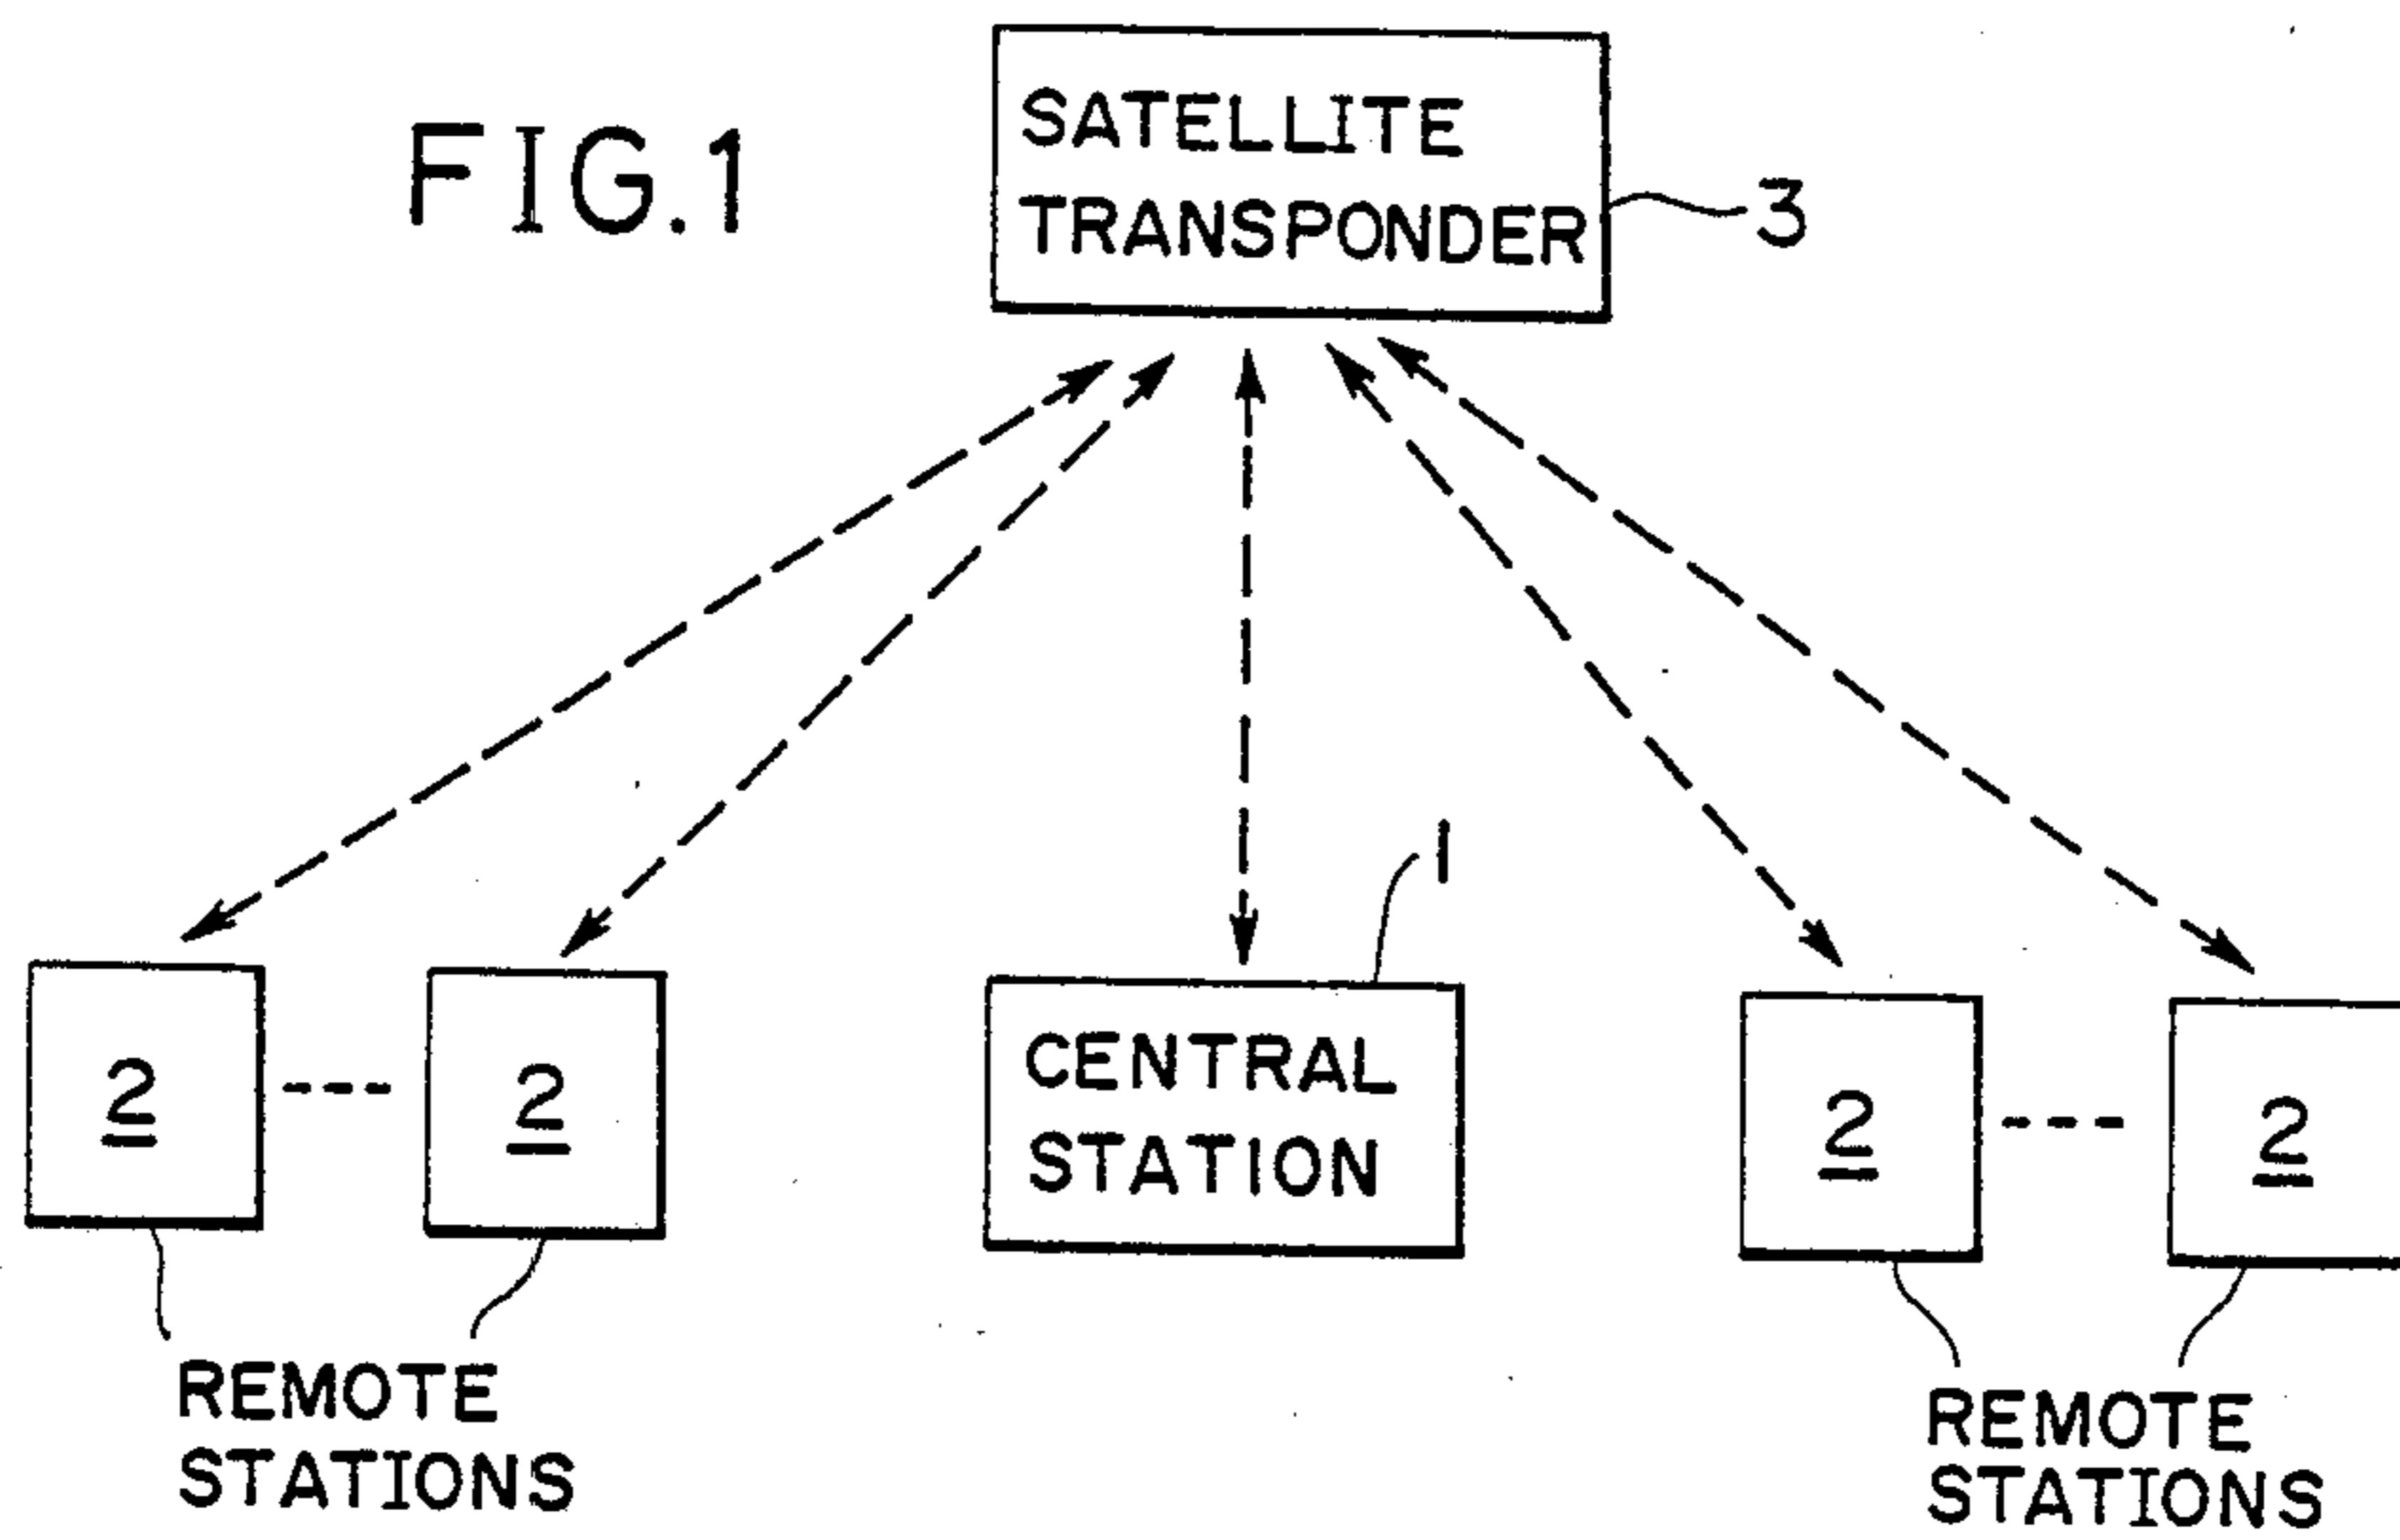 FIG.1
SATELLITE
TRANSPONDER
3
1
2
2
CENTRAL
STATION
2
2
REMOTE
STATIONS
REMOTE
STATIONS